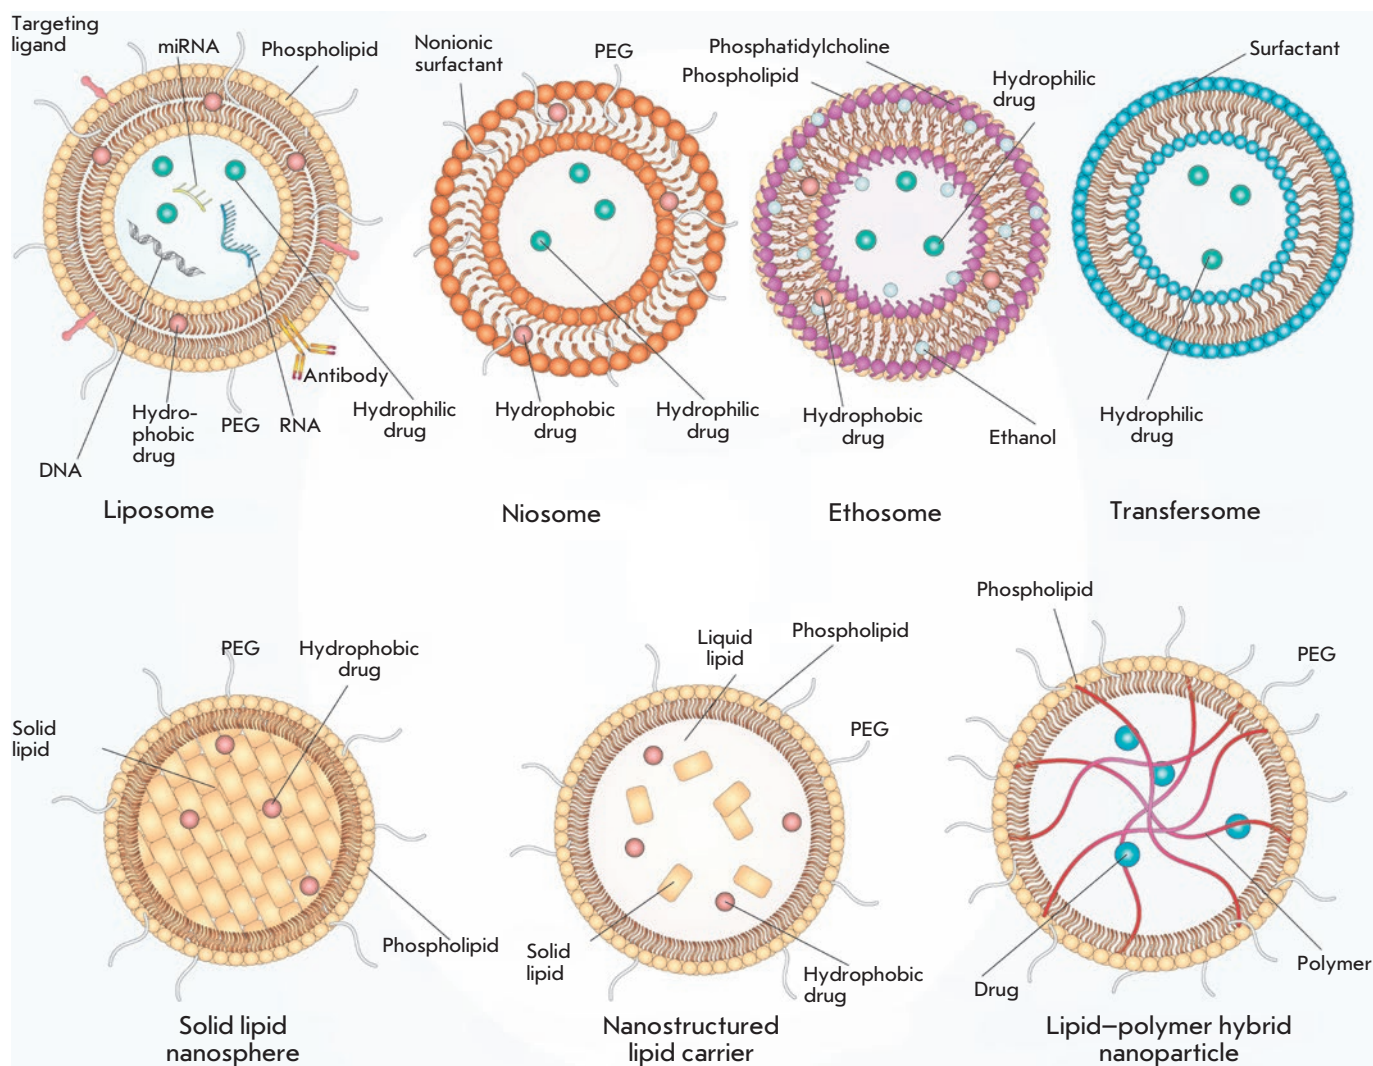 Targeting
ligand
miRNA
Phospholipid
DNA
Hydro-
phobic
drug
PEG
RNA
Antibody
Hydrophilic
drug
Liposome
Nonionic
surfactant
PEG
Hydrophobic
drug
Hydrophilic
drug
Niosome
Phosphatidylcholine
Phospholipid
Hydrophilic
drug
Hydrophobic
drug
Ethanol
Ethosome
Surfactant
Hydrophilic
drug
Transfersome
PEG
Hydrophobic
drug
Solid
lipid
Phospholipid
Solid lipid
nanosphere
Liquid
lipid
Phospholipid
PEG
Solid
lipid
Hydrophobic
drug
Nanostructured
lipid carrier
Phospholipid
PEG
Drug
Polymer
Lipid–polymer hybrid
nanoparticle